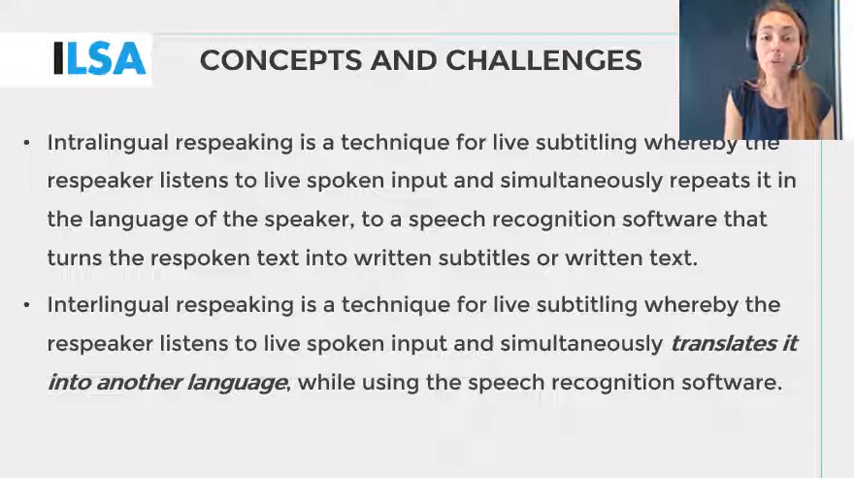 ILSA
CONCEPTS AND CHALLENGES
• Intralingual respeaking is a technique for live subtitling whereby the
respeaker listens to live spoken input and simultaneously repeats it in
the language of the speaker, to a speech recognition software that
turns the respoken text into written subtitles or written text.
• Interlingual respeaking is a technique for live subtitling whereby the
respeaker listens to live spoken input and simultaneously translates it
into another language, while using the speech recognition software.